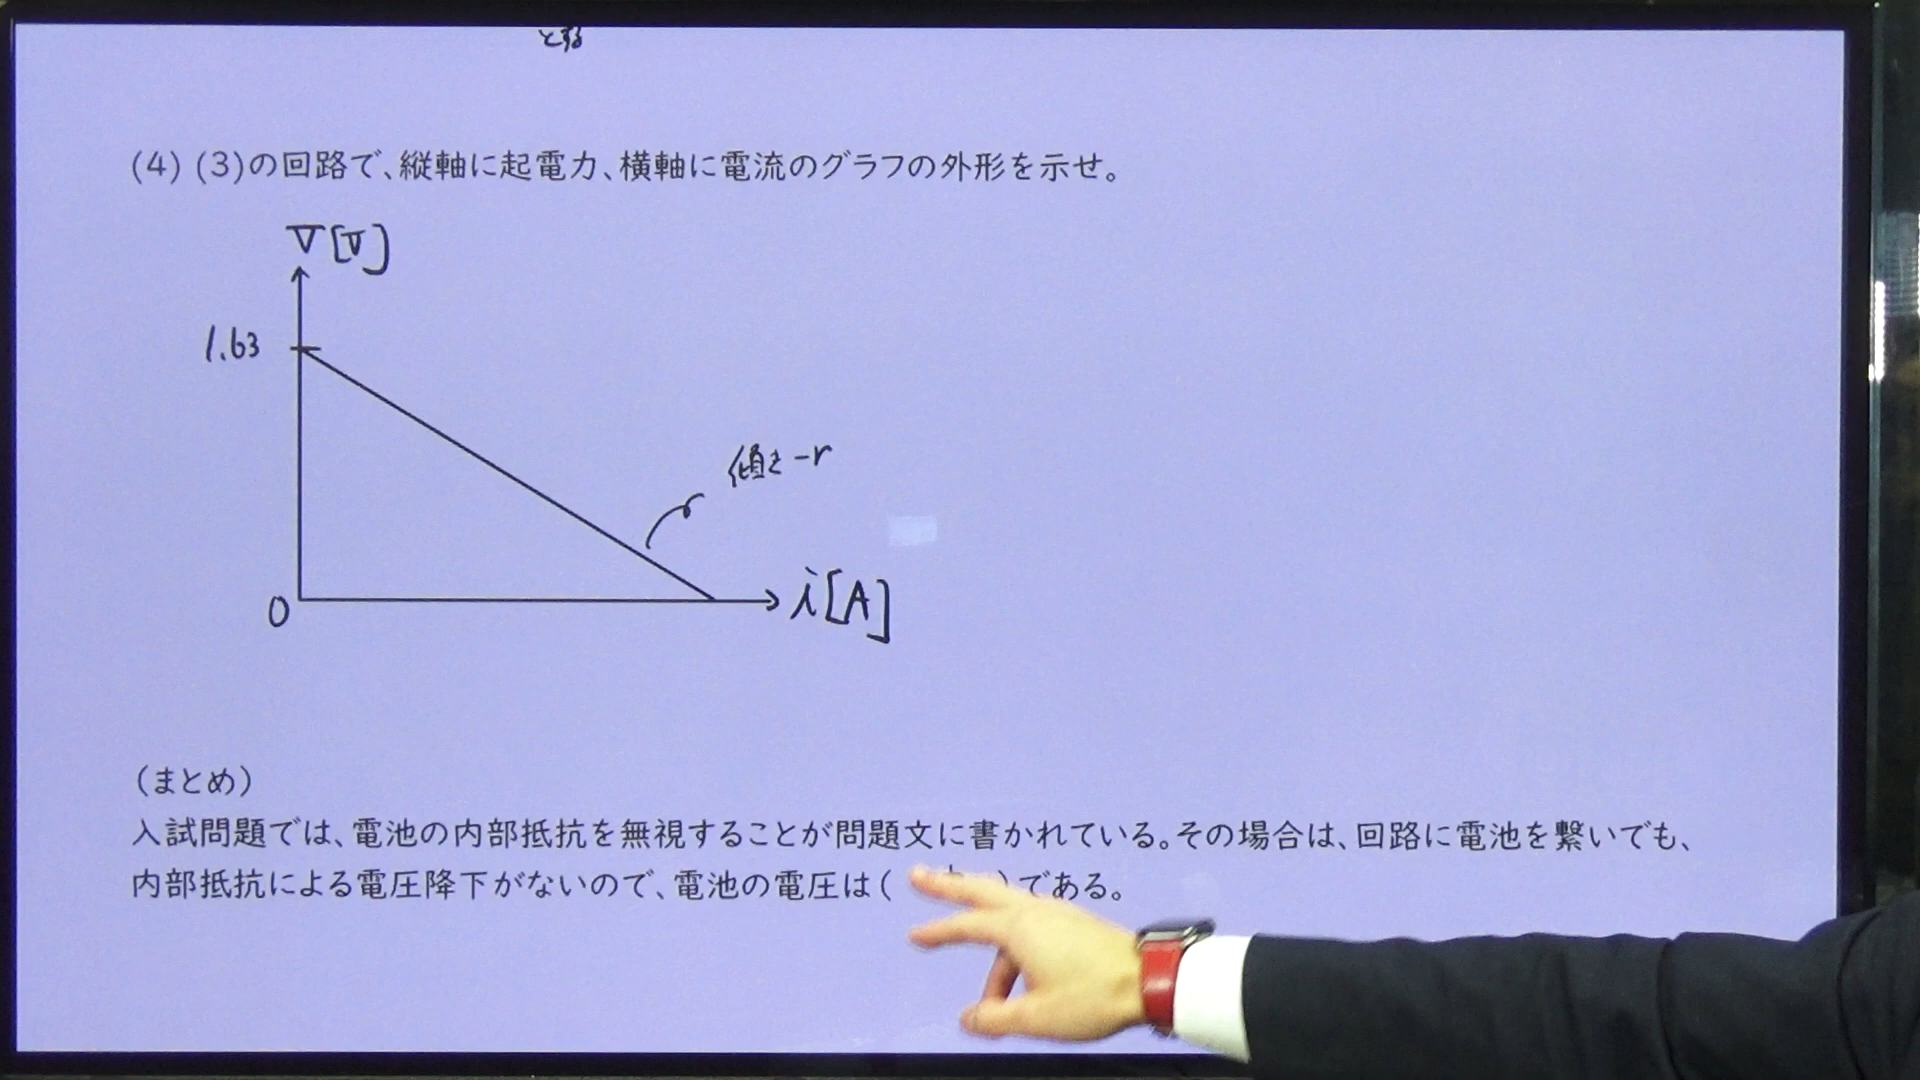 とする
(4) (3)の回路で、縦軸に起電力、横軸に電流のグラフの外形を示せ。
V[V]
1.63
傾き -r
0
i[A]
（まとめ）
入試問題では、電池の内部抵抗を無視することが問題文に書かれている。その場合は、回路に電池を繋いでも、
内部抵抗による電圧降下がないので、電池の電圧は（ ）である。